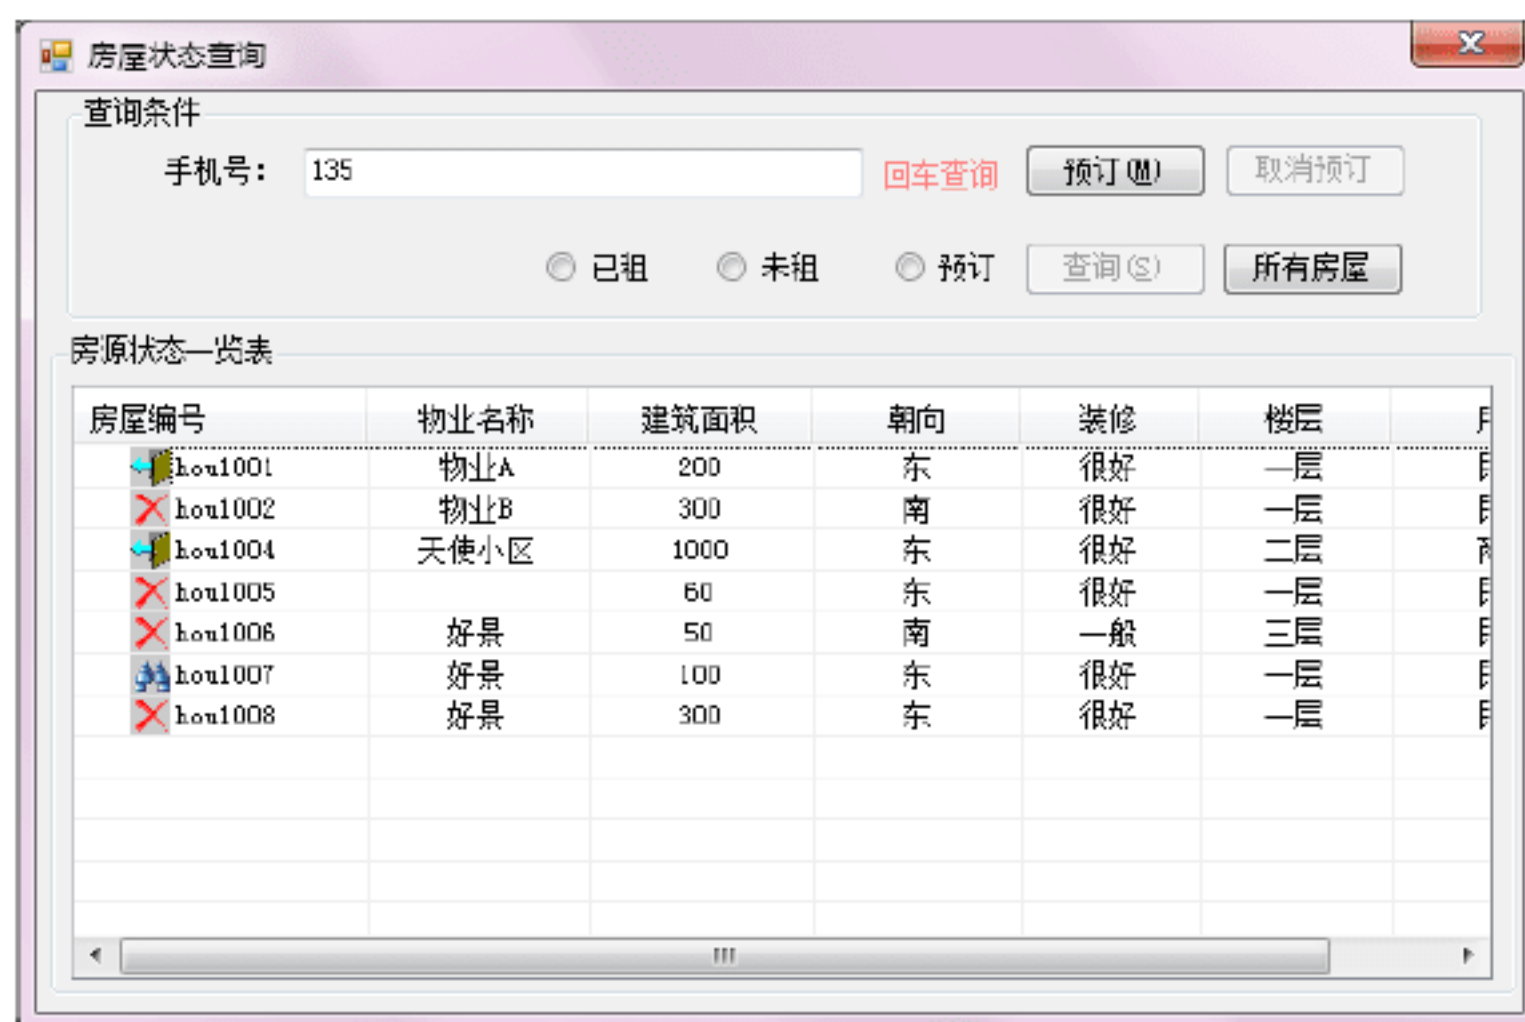 房屋状态查询
查询条件
手机号： 135 回车查询 预订(M) 取消预订
已租 未租 预订 查询(S) 所有房屋
房源状态一览表
房屋编号 物业名称 建筑面积 朝向 装修 楼层
hou1001 物业A 200 东 很好 一层
hou1002 物业B 300 南 很好 一层
hou1004 天使小区 1000 东 很好 二层
hou1005 60 东 很好 一层
hou1006 好景 50 南 一般 三层
hou1007 好景 100 东 很好 一层
hou1008 好景 300 东 很好 一层